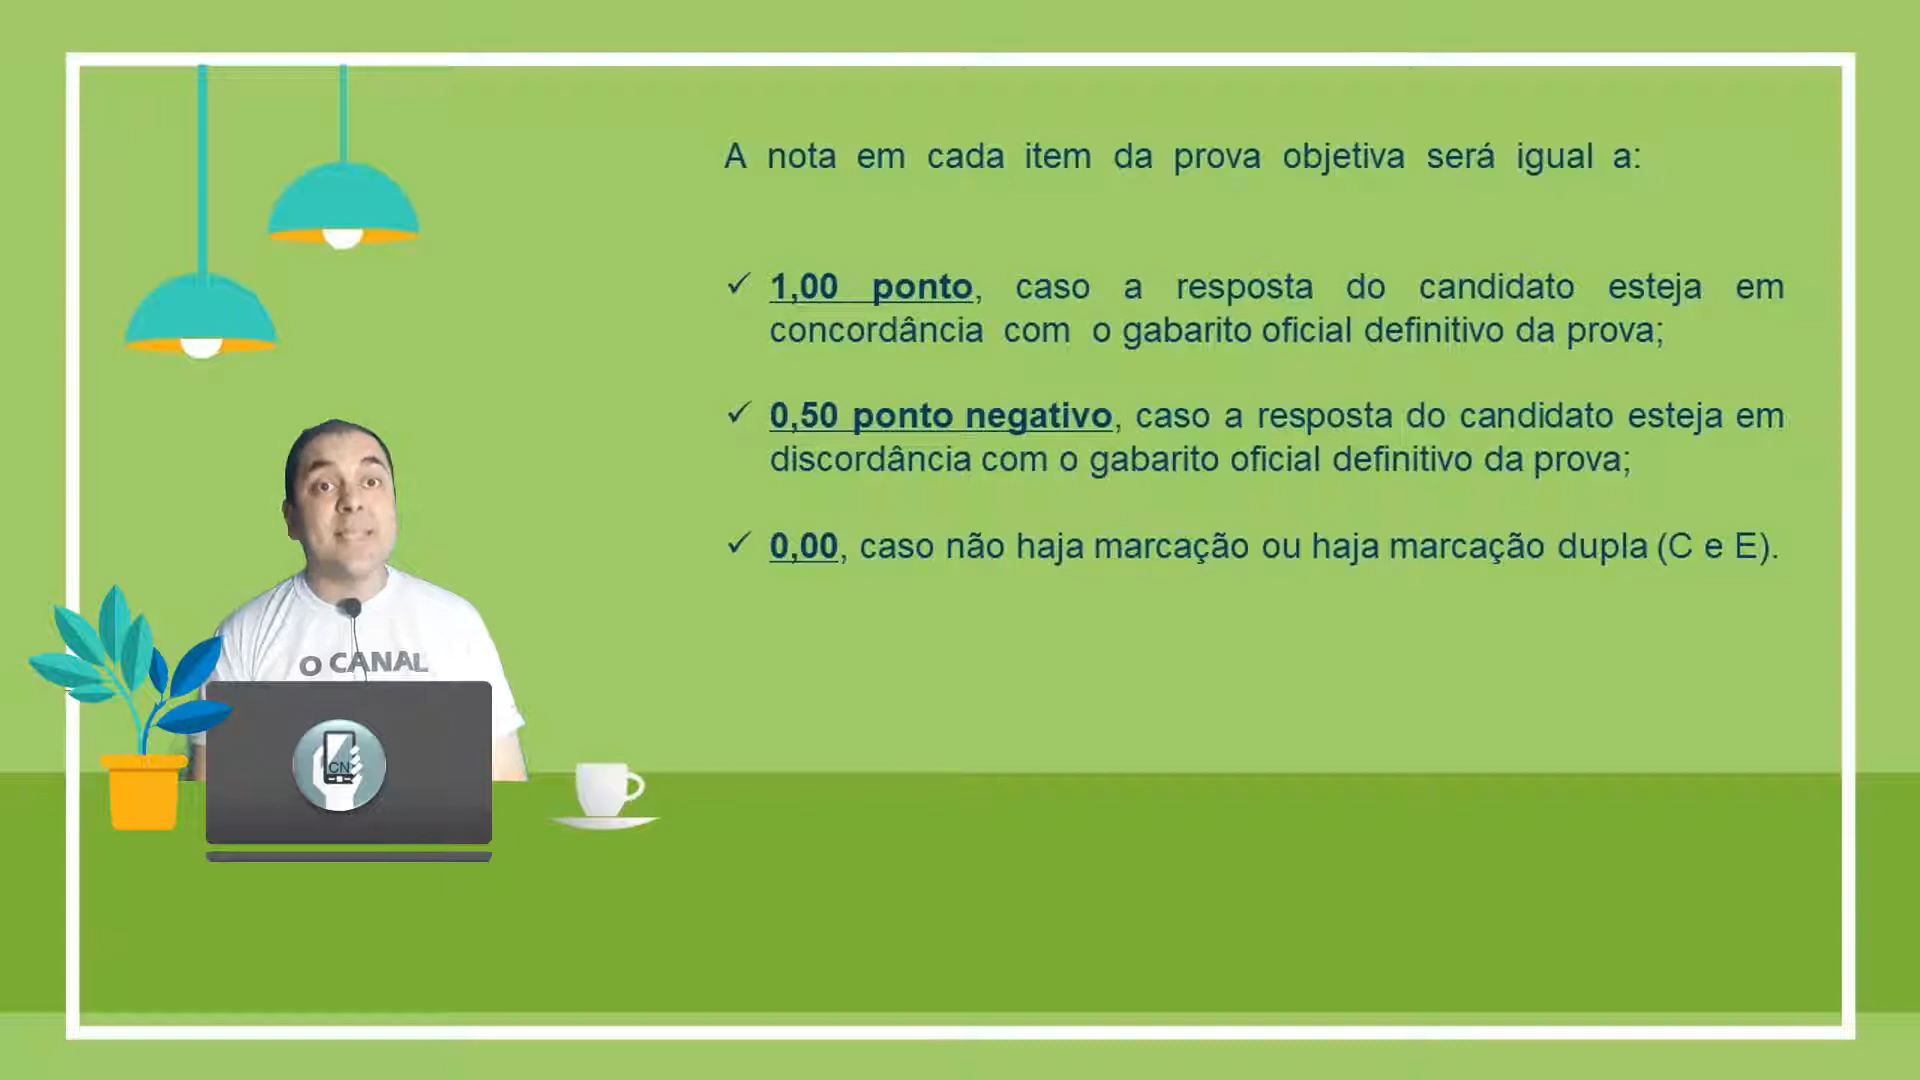 A nota em cada item da prova objetiva será igual a:
✓ 1,00 ponto, caso a resposta do candidato esteja em
concordância com o gabarito oficial definitivo da prova;
✓ 0,50 ponto negativo, caso a resposta do candidato esteja em
discordância com o gabarito oficial definitivo da prova;
✓ 0,00, caso não haja marcação ou haja marcação dupla (C e E).
O CANAL
CN